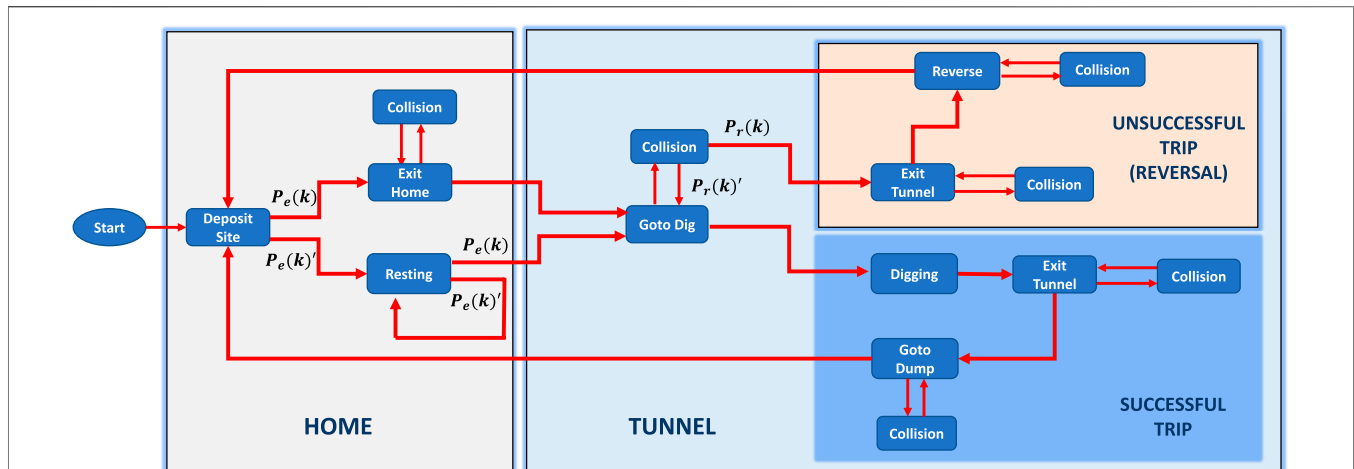 Reverse
Collision
UNSUCCESSFUL
TRIP
(REVERSAL)
Collision
Exit
Home
Collision
P_r(k)
P_r(k)′
Exit
Tunnel
Collision
Start
Deposit
Site
P_e(k)
P_e(k)′
Resting
P_e(k)
P_e(k)′
Goto Dig
Digging
Exit
Tunnel
Collision
Goto
Dump
Collision
SUCCESSFUL
TRIP
HOME
TUNNEL